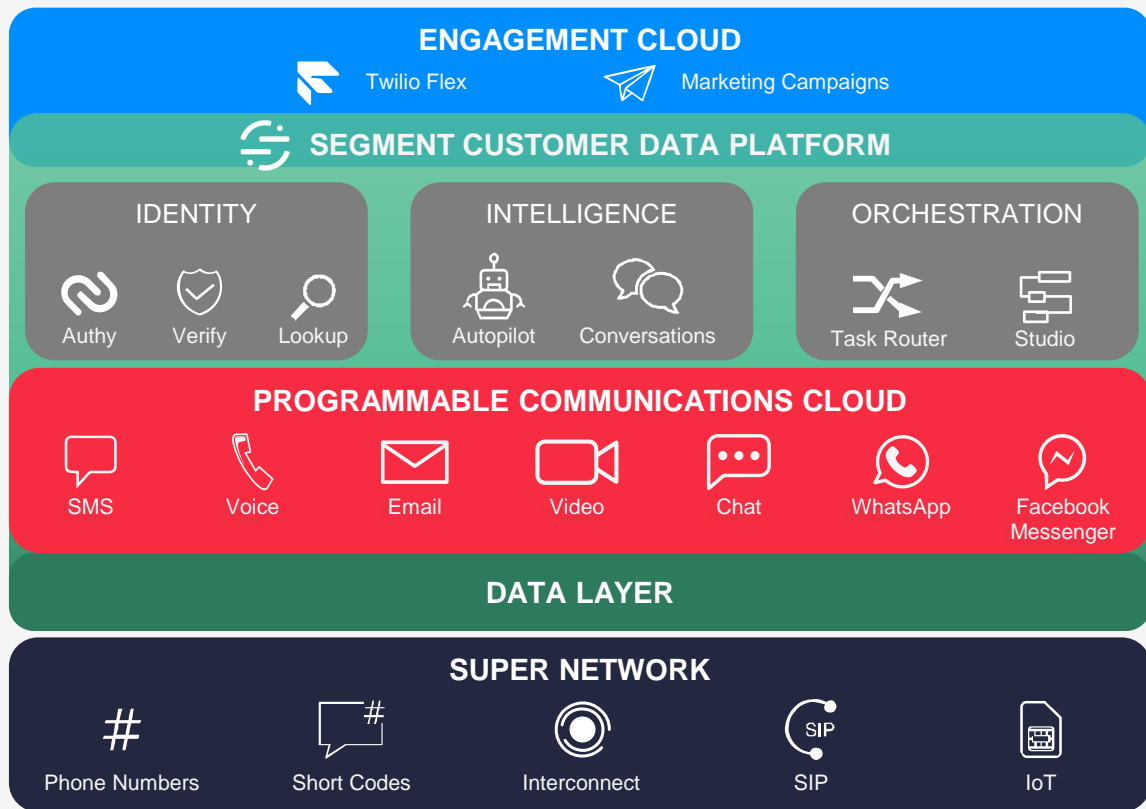 ENGAGEMENT CLOUD
Twilio Flex
Marketing Campaigns
SEGMENT CUSTOMER DATA PLATFORM
IDENTITY
Authy
Verify
Lookup
INTELLIGENCE
Autopilot
Conversations
ORCHESTRATION
Task Router
Studio
PROGRAMMABLE COMMUNICATIONS CLOUD
SMS
Voice
Email
Video
Chat
WhatsApp
Facebook
Messenger
DATA LAYER
SUPER NETWORK
#
Phone Numbers
#
Short Codes
Interconnect
SIP
SIP
IoT